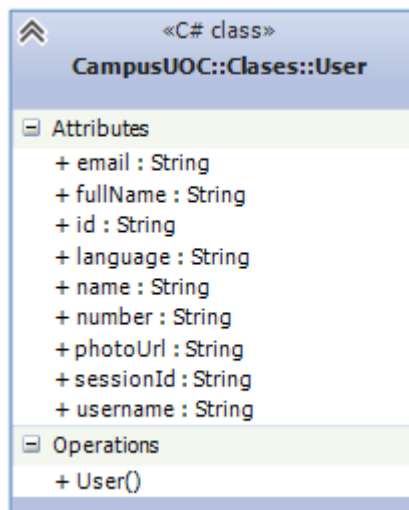 «C# class»
CampusUOC::Clases::User
Attributes
+ email : String
+ fullName : String
+ id : String
+ language : String
+ name : String
+ number : String
+ photoUrl : String
+ sessionId : String
+ username : String
Operations
+ User()